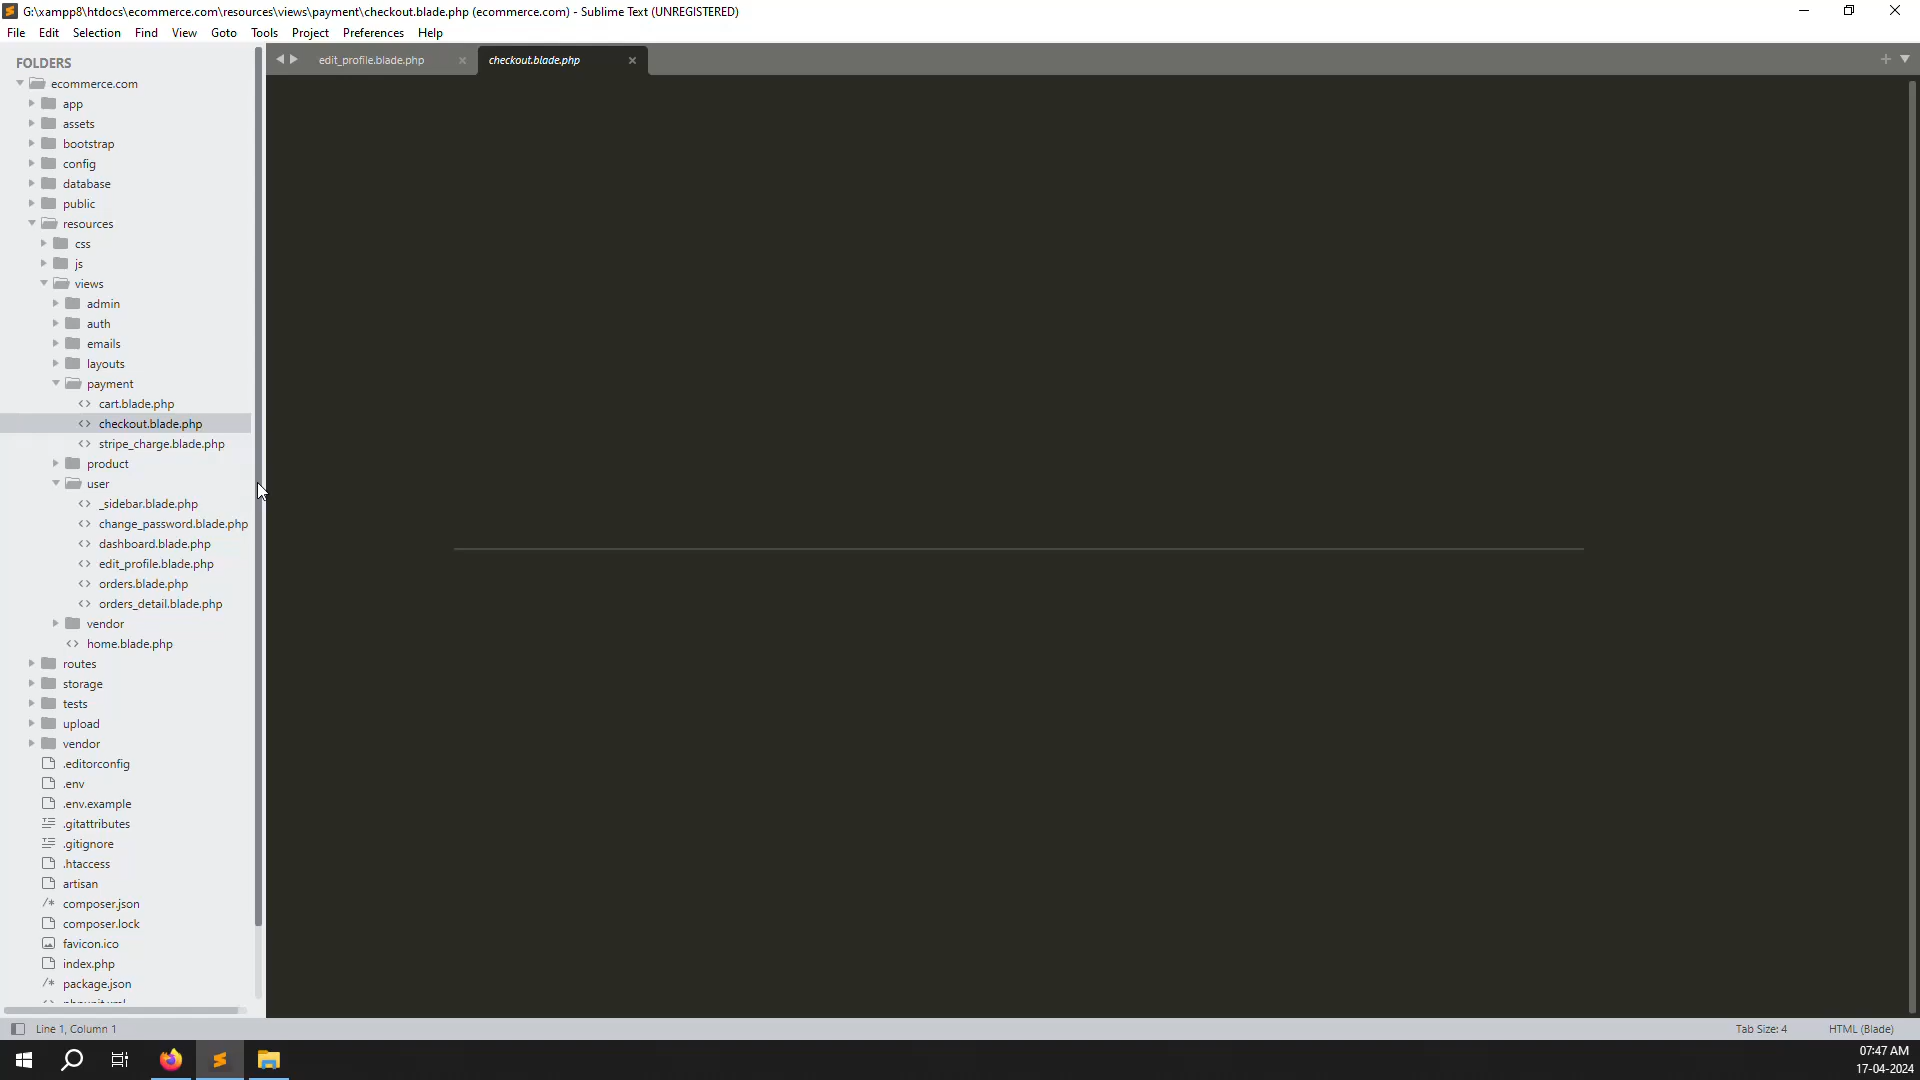 G:\xampp8\htdocs\ecommerce.com\resources\views\payment\checkout.blade.php (ecommerce.com) - Sublime Text (UNREGISTERED)
File Edit Selection Find View Goto Tools Project Preferences Help
FOLDERS
edit_profile.blade.php
checkout.blade.php
ecommerce.com
app
assets
bootstrap
config
database
public
resources
css
js
views
admin
auth
emails
layouts
payment
cart.blade.php
checkout.blade.php
stripe_charge.blade.php
product
user
_sidebar.blade.php
change_password.blade.php
dashboard.blade.php
edit_profile.blade.php
orders.blade.php
orders_detail.blade.php
vendor
home.blade.php
routes
storage
tests
upload
vendor
.editorconfig
.env
.env.example
.gitattributes
.gitignore
.htaccess
artisan
composer.json
composer.lock
favicon.ico
index.php
package.json
Line 1, Column 1
Tab Size: 4
HTML (Blade)
07:47 AM
17-04-2024